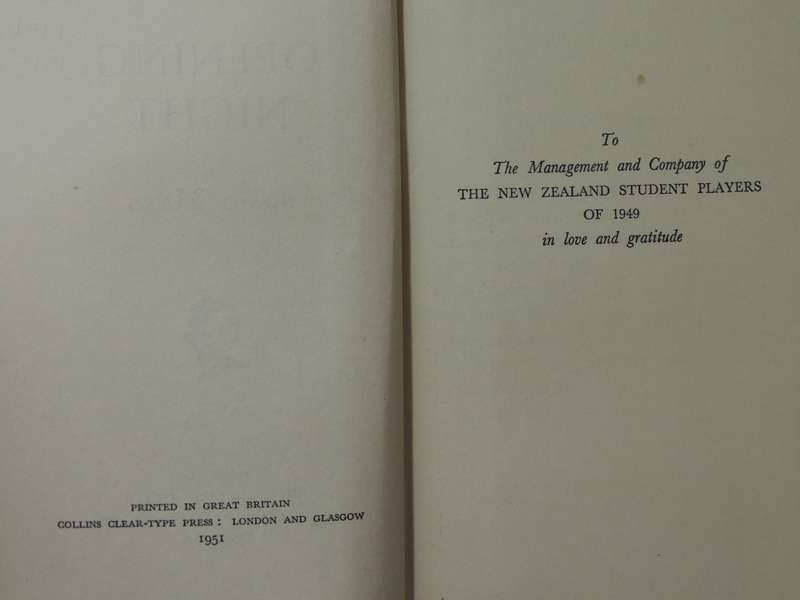 PRINTED IN GREAT BRITAIN
COLLINS CLEAR-TYPE PRESS : LONDON AND GLASGOW
1951
To
The Management and Company of
THE NEW ZEALAND STUDENT PLAYERS
OF 1949
in love and gratitude